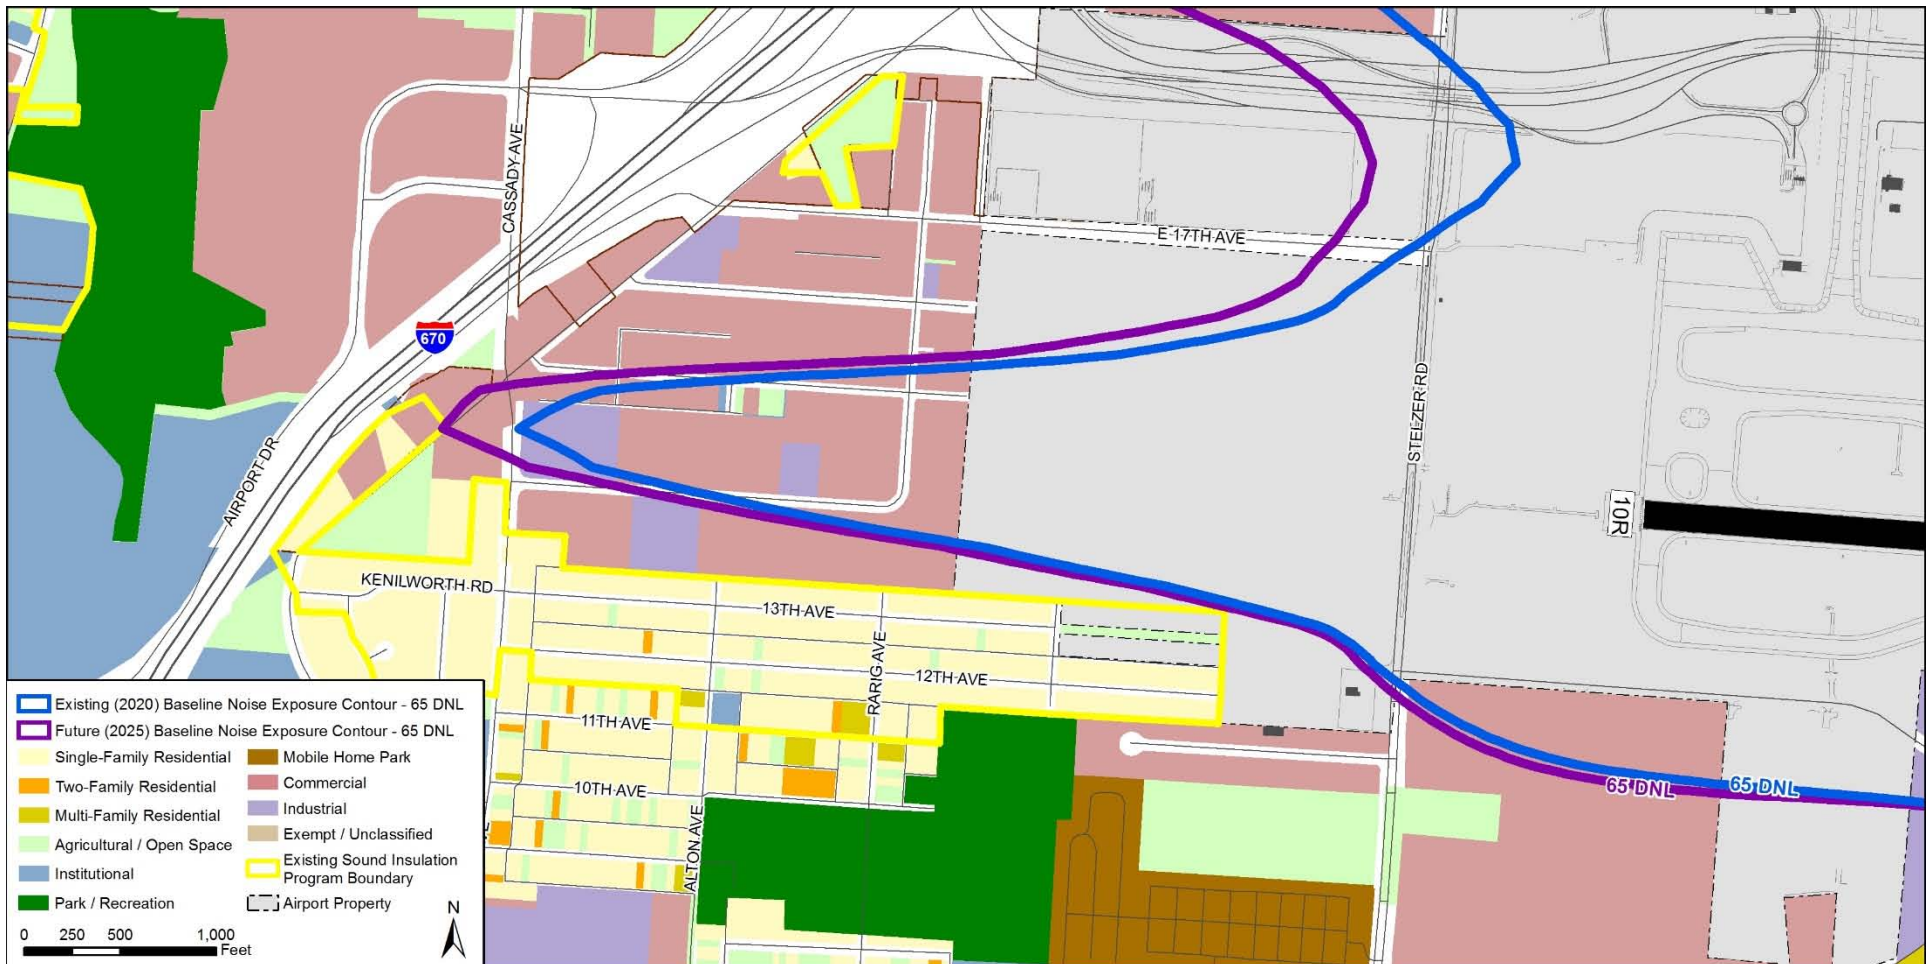 CASSADY AVE
E 17TH AVE
670
STELZER RD
AIRPORT DR
10R
KENILWORTH RD
13TH AVE
RARIG AVE
12TH AVE
11TH AVE
10TH AVE
ALTON AVE
65 DNL
65 DNL
Existing (2020) Baseline Noise Exposure Contour - 65 DNL
Future (2025) Baseline Noise Exposure Contour - 65 DNL
Single-Family Residential
Two-Family Residential
Multi-Family Residential
Agricultural / Open Space
Institutional
Park / Recreation
Mobile Home Park
Commercial
Industrial
Exempt / Unclassified
Existing Sound Insulation
Program Boundary
Airport Property
0 250 500 1,000
Feet
N